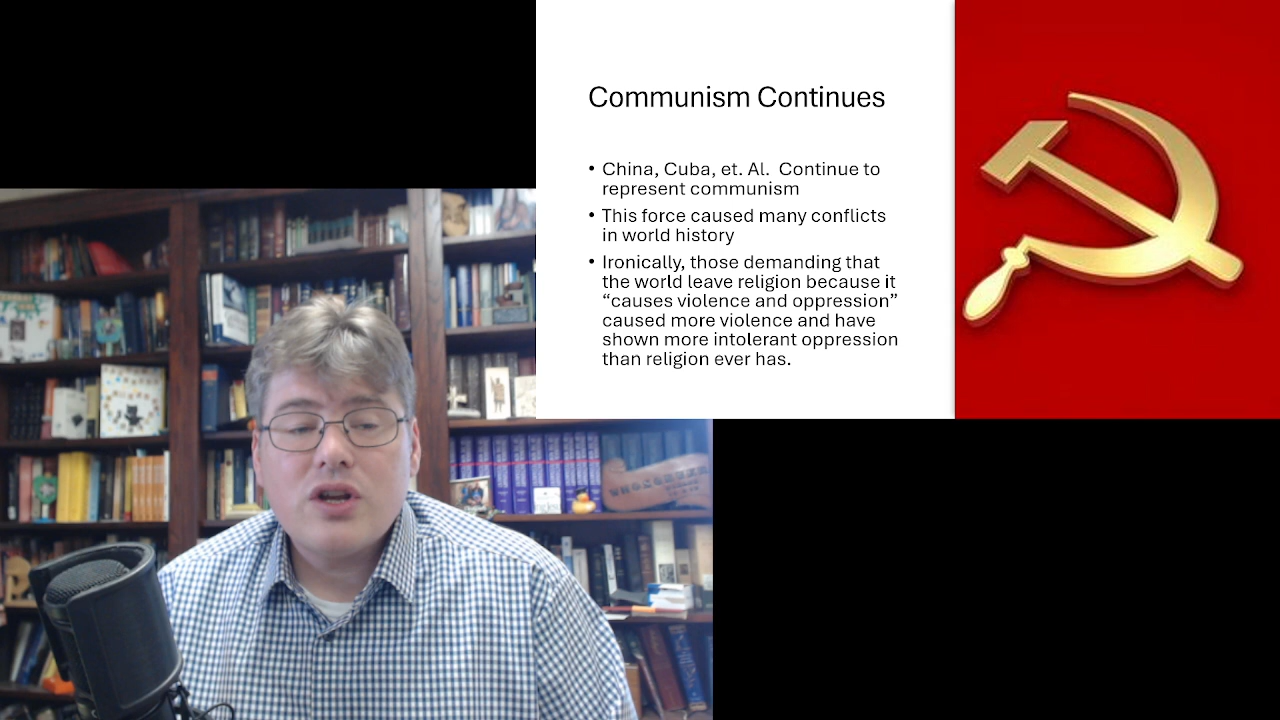 Communism Continues
• China, Cuba, et. Al.  Continue to
represent communism
• This force caused many conflicts
in world history
• Ironically, those demanding that
the world leave religion because it
“causes violence and oppression”
caused more violence and have
shown more intolerant oppression
than religion ever has.